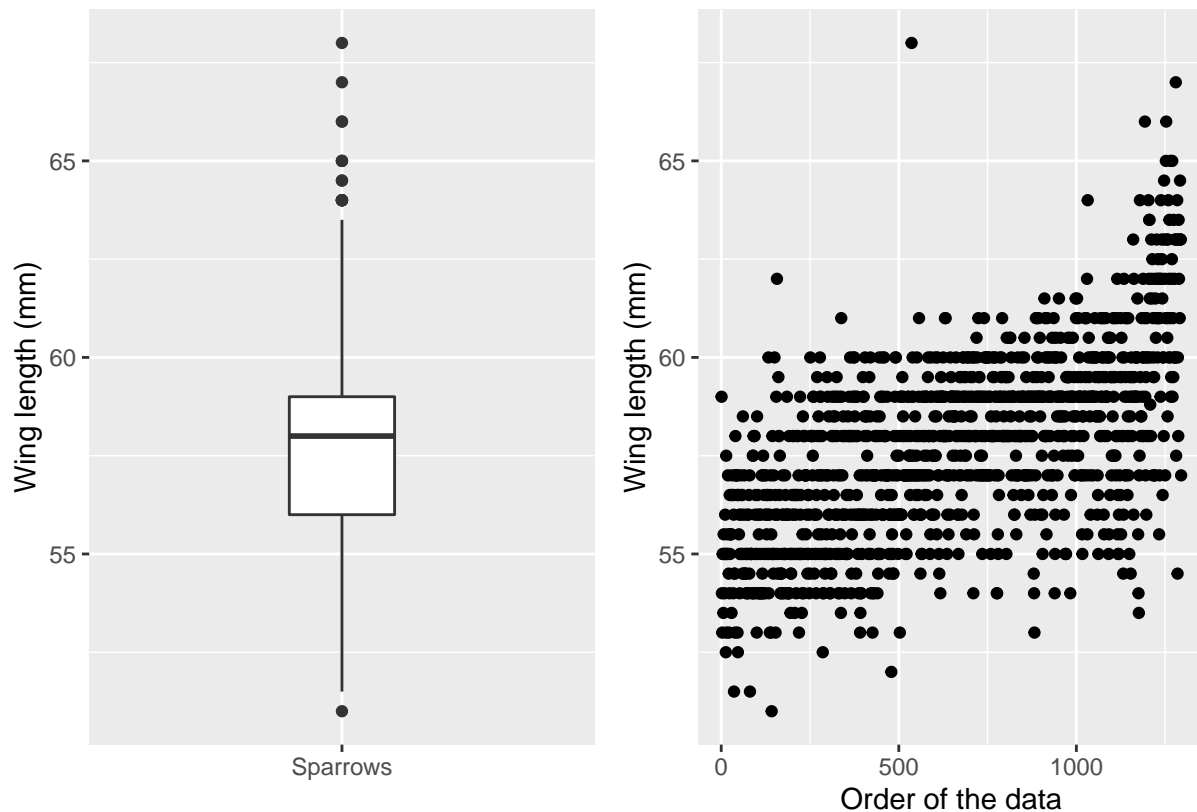 Wing length (mm)
65
60
55
Sparrows
Wing length (mm)
65
60
55
0 500 1000
Order of the data